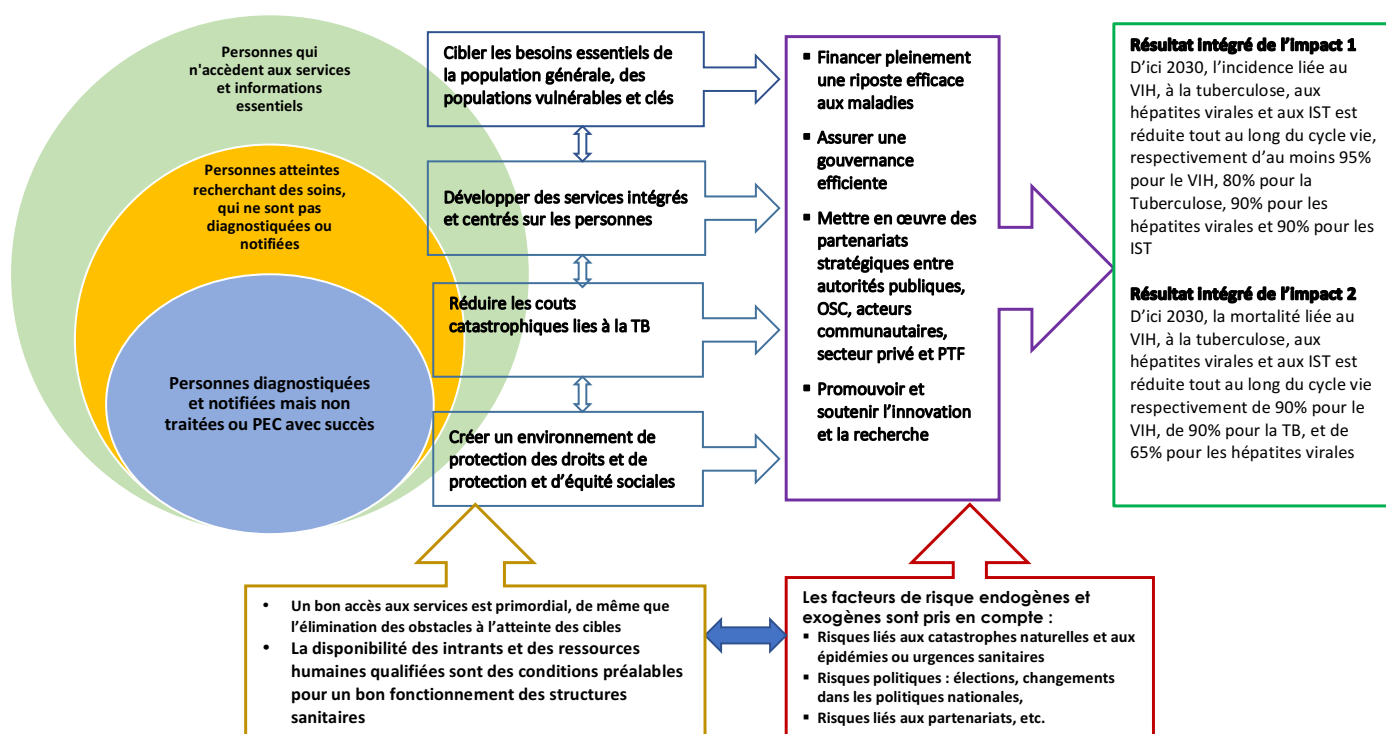 Personnes qui
n'accèdent aux services
et informations
essentiels
Personnes atteintes
recherchant des soins,
qui ne sont pas
diagnostiquées ou
notifiées
Personnes diagnostiquées
et notifiées mais non
traitées ou PEC avec succès
Cibler les besoins essentiels de
la population générale, des
populations vulnérables et clés
Développer des services intégrés
et centrés sur les personnes
Réduire les couts
catastrophiques lies à la TB
Créer un environnement de
protection des droits et de
protection et d'équité sociales
▪ Financer pleinement
une riposte efficace
aux maladies
▪ Assurer une
gouvernance
efficiente
▪ Mettre en œuvre des
partenariats
stratégiques entre
autorités publiques,
OSC, acteurs
communautaires,
secteur privé et PTF
▪ Promouvoir et
soutenir l'innovation
et la recherche
Résultat intégré de l'impact 1
D'ici 2030, l'incidence liée au
VIH, à la tuberculose, aux
hépatites virales et aux IST est
réduite tout au long du cycle vie,
respectivement d'au moins 95%
pour le VIH, 80% pour la
Tuberculose, 90% pour les
hépatites virales et 90% pour les
IST
Résultat intégré de l'impact 2
D'ici 2030, la mortalité liée au
VIH, à la tuberculose, aux
hépatites virales et aux IST est
réduite tout au long du cycle vie
respectivement de 90% pour le
VIH, de 90% pour la TB, et de
65% pour les hépatites virales
• Un bon accès aux services est primordial, de même que
l'élimination des obstacles à l'atteinte des cibles
• La disponibilité des intrants et des ressources
humaines qualifiées sont des conditions préalables
pour un bon fonctionnement des structures
sanitaires
Les facteurs de risque endogènes et
exogènes sont pris en compte :
▪ Risques liés aux catastrophes naturelles et aux
épidémies ou urgences sanitaires
▪ Risques politiques : élections, changements
dans les politiques nationales,
▪ Risques liés aux partenariats, etc.